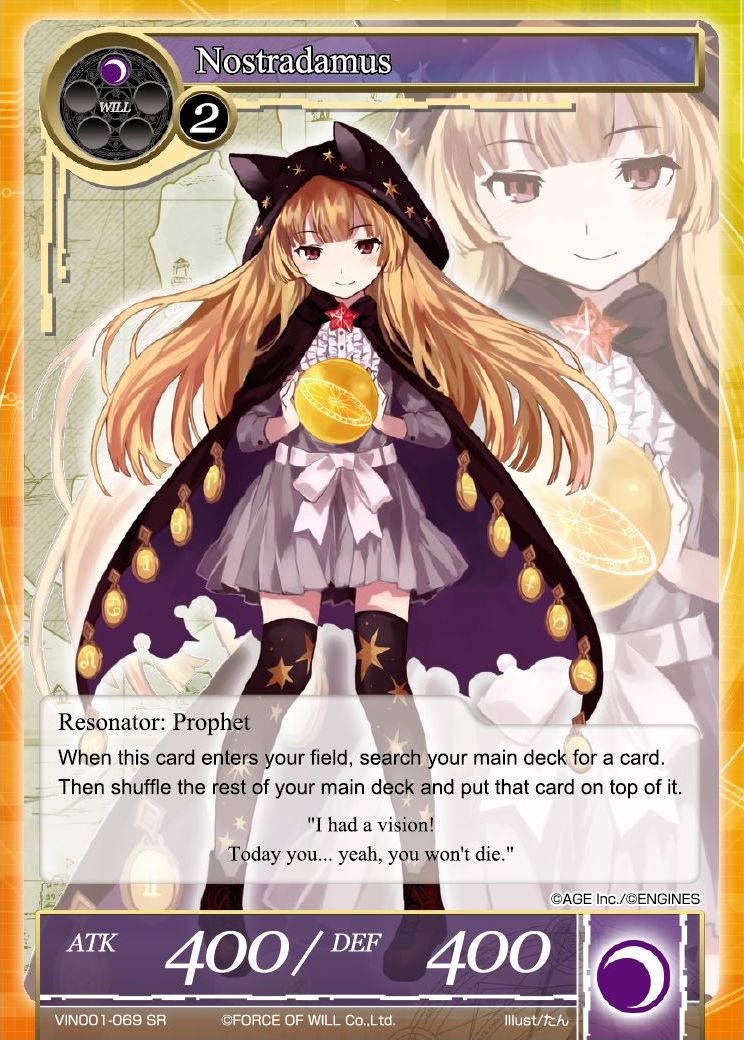 Nostradamus
WILL
2
Resonator: Prophet
When this card enters your field, search your main deck for a card.
Then shuffle the rest of your main deck and put that card on top of it.
"I had a vision!
Today you... yeah, you won't die."
©AGE Inc./©ENGINES
ATK 400/ DEF 400
VIN001-069 SR ©FORCE OF WILL Co.,Ltd. Illust/たん